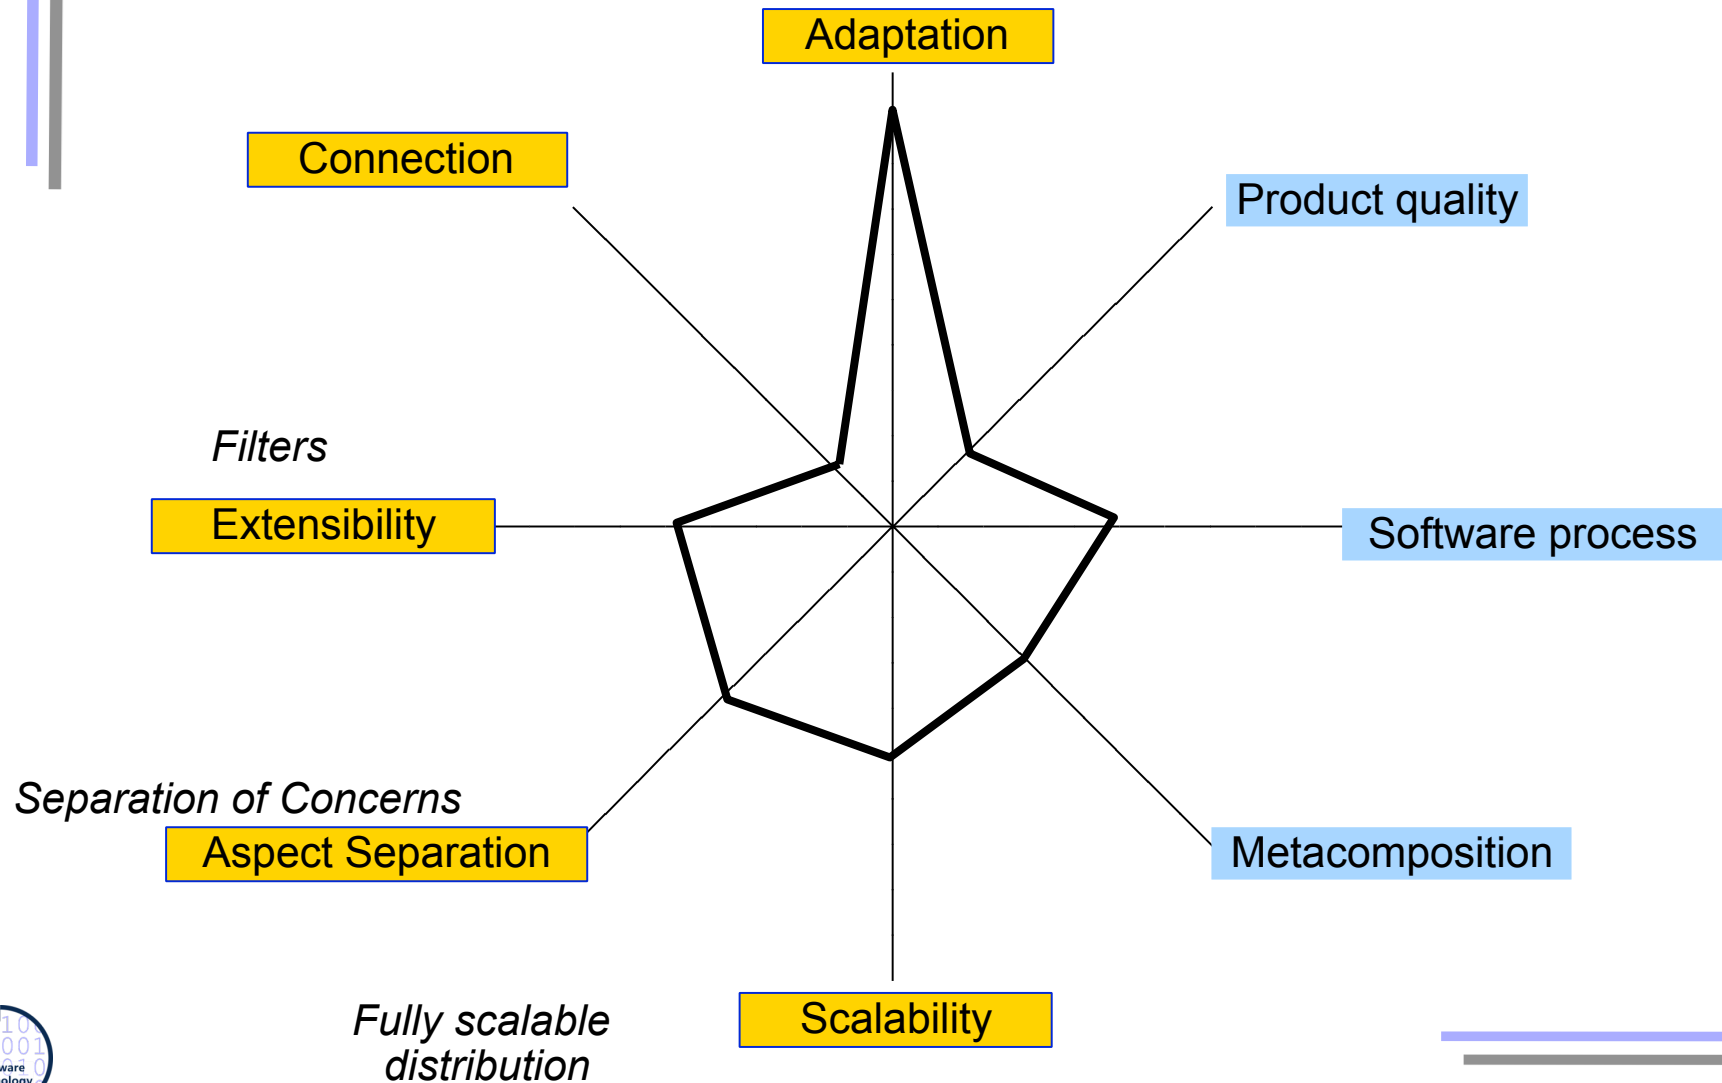 Adaptation
Connection
Product quality
Filters
Extensibility
Software process
Separation of Concerns
Aspect Separation
Metacomposition
Scalability
Fully scalable
distribution